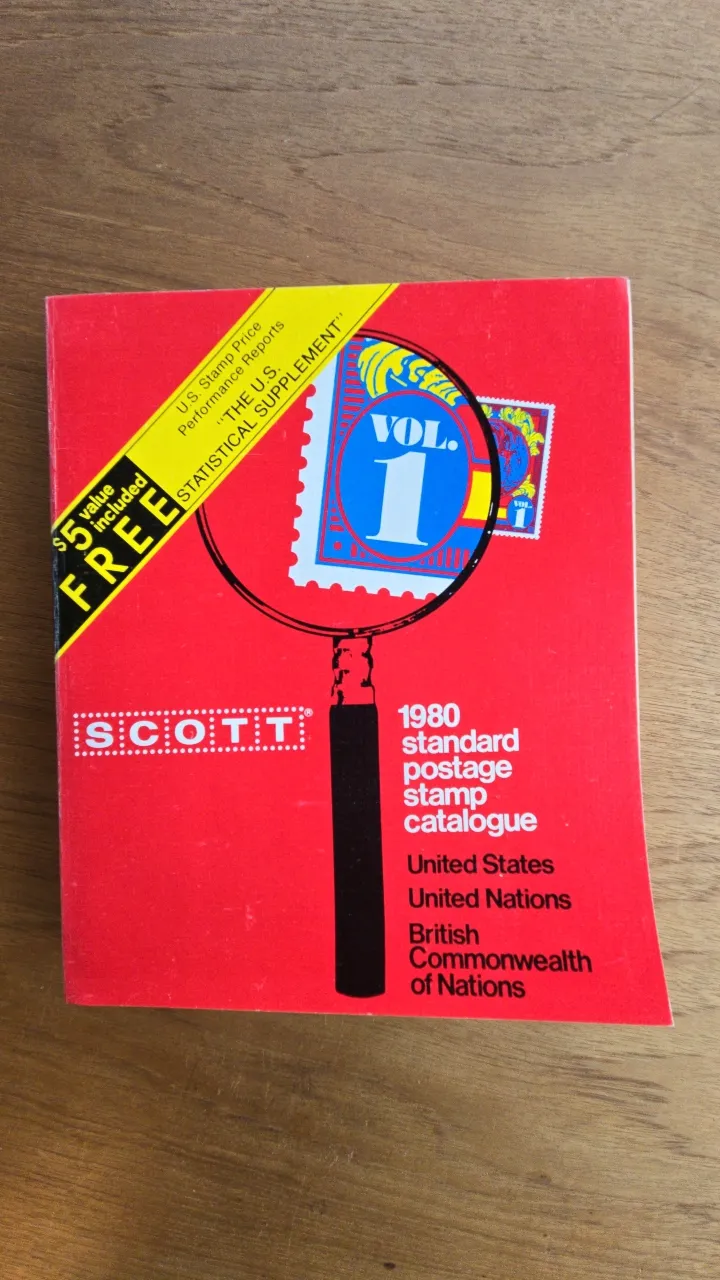 U.S. Stamp Price
Performance Reports
"THE U.S.
STATISTICAL SUPPLEMENT"
$5 value
included
FREE
VOL.
1
VOL.
1
SCOTT®
1980
standard
postage
stamp
catalogue
United States
United Nations
British
Commonwealth
of Nations